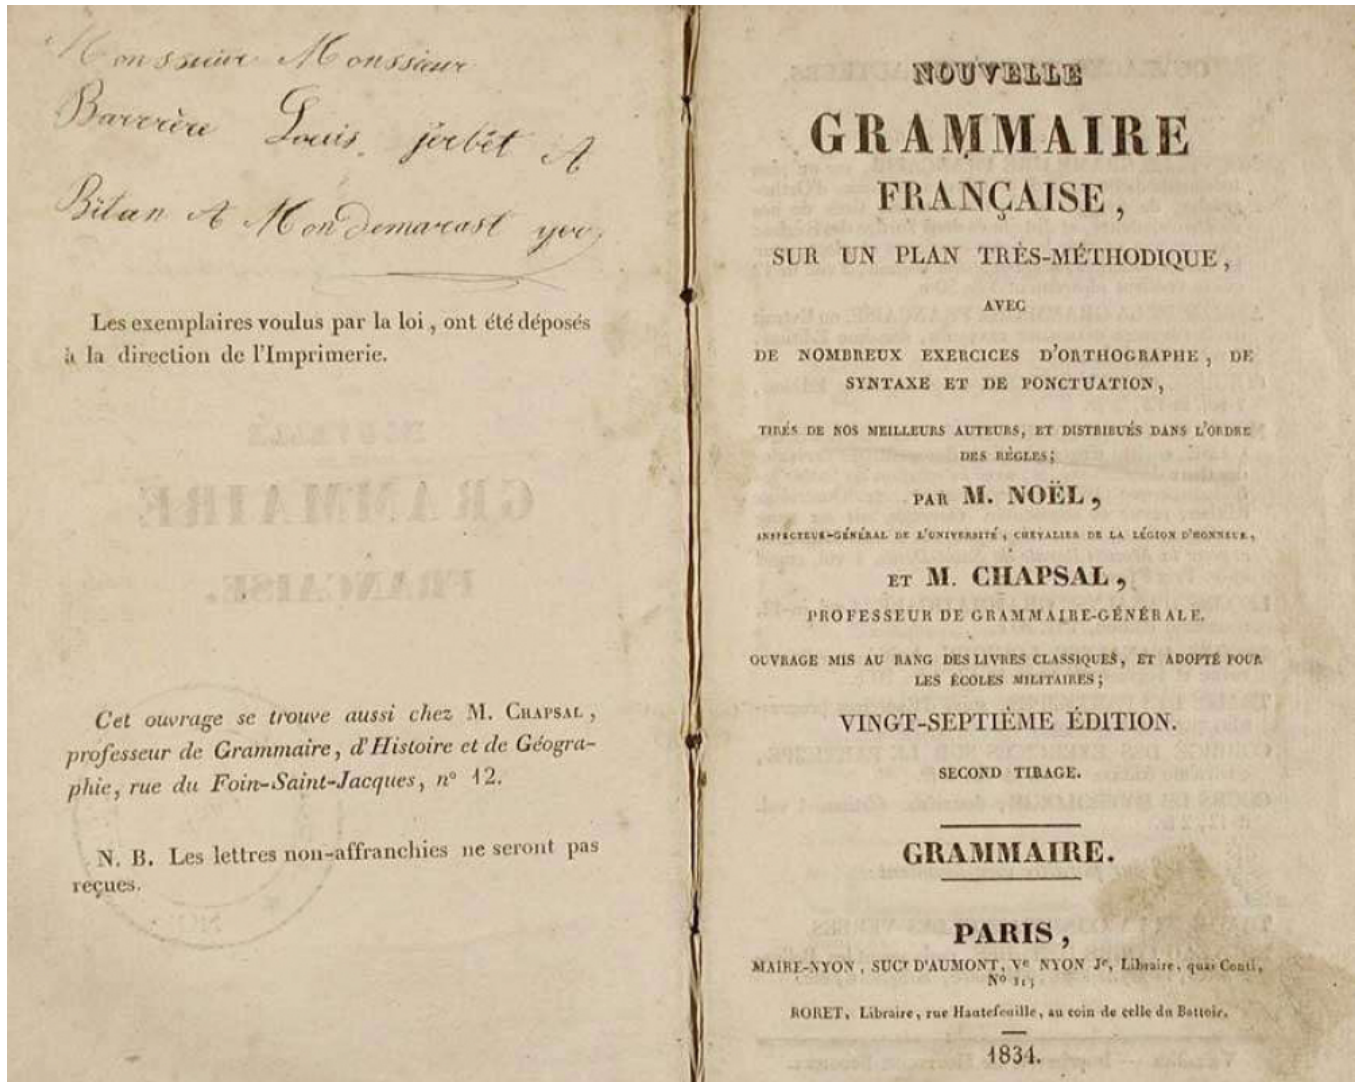 Monssieur Monssieur
Barrère Louis jerbêt A
Bilan A Mondemarcast
Les exemplaires voulus par la loi, ont été déposés
à la direction de l'Imprimerie.
Cet ouvrage se trouve aussi chez M. CHAPSAL,
professeur de Grammaire, d'Histoire et de Géogra-
phie, rue du Foin-Saint-Jacques, n° 12.
N. B. Les lettres non-affranchies ne seront pas
reçues.
NOUVELLE
GRAMMAIRE
FRANÇAISE,
SUR UN PLAN TRÈS-MÉTHODIQUE,
AVEC
DE NOMBREUX EXERCICES D'ORTHOGRAPHE, DE
SYNTAXE ET DE PONCTUATION,
TIRÉS DE NOS MEILLEURS AUTEURS, ET DISTRIBUÉS DANS L'ORDRE
DES RÈGLES;
PAR M. NOËL,
INSPECTEUR-GÉNÉRAL DE L'UNIVERSITÉ, CHEVALIER DE LA LÉGION D'HONNEUR,
ET M. CHAPSAL,
PROFESSEUR DE GRAMMAIRE-GÉNÉRALE.
OUVRAGE MIS AU RANG DES LIVRES CLASSIQUES, ET ADOPTÉ POUR
LES ÉCOLES MILITAIRES;
VINGT-SEPTIÈME ÉDITION.
SECOND TIRAGE.
GRAMMAIRE.
PARIS,
MAIRE-NYON, SUCr D'AUMONT, Ve NYON Je, Libraire, quai Conti,
RORET, Libraire, rue Hautefeuille, au coin de celle du Battoir.
1834.